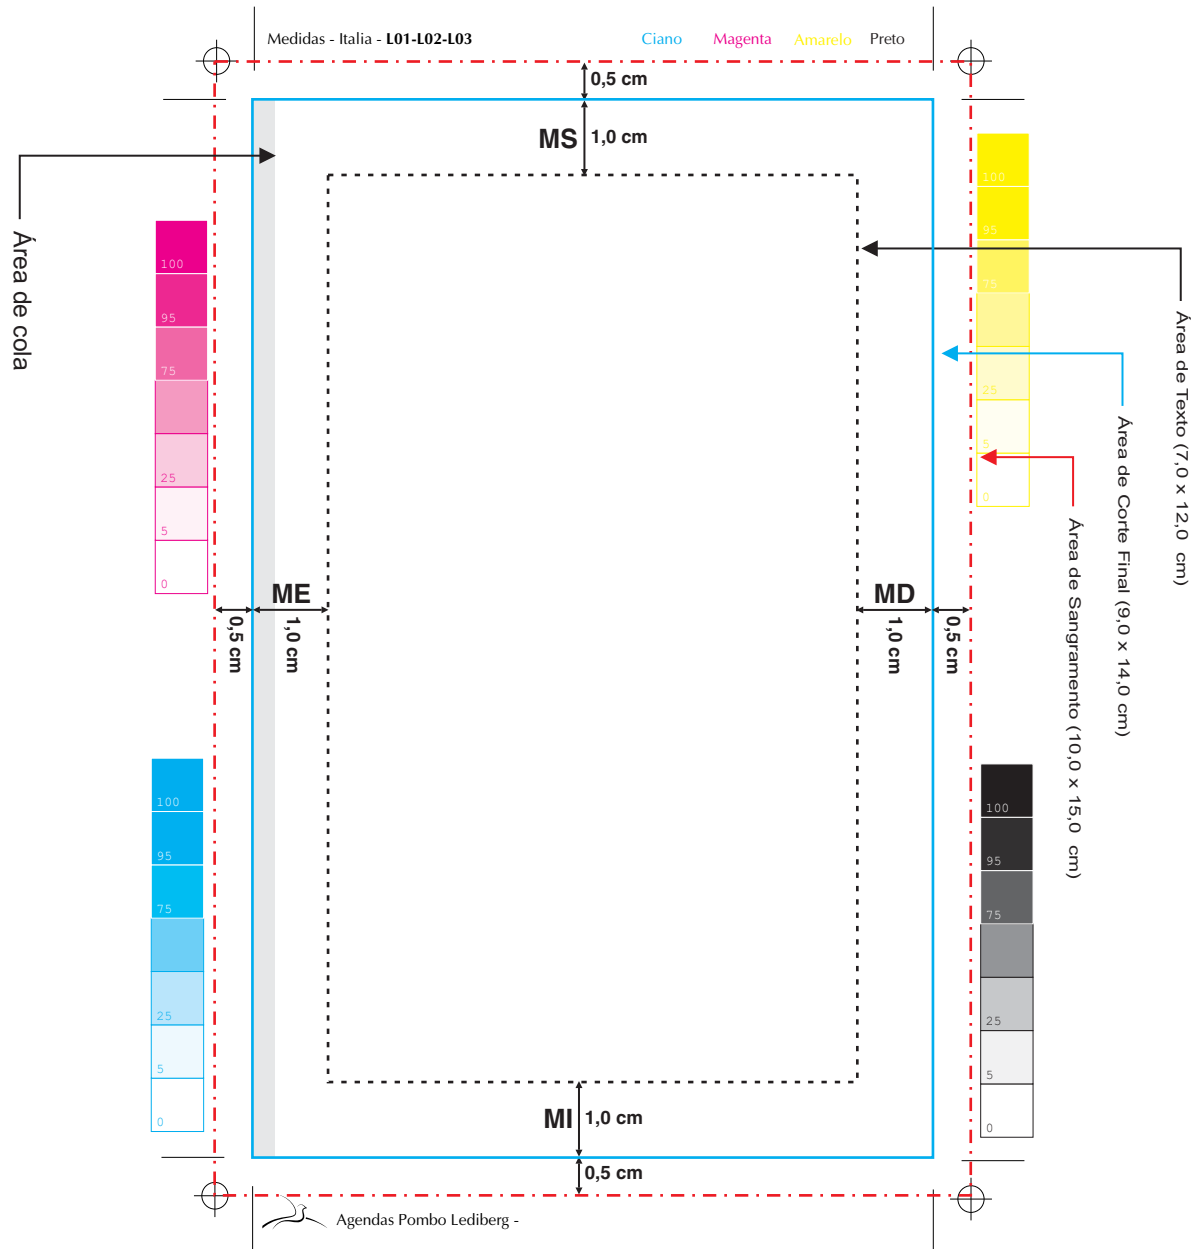 Medidas - Italia - L01-L02-L03
Ciano Magenta Amarelo Preto
0,5 cm
MS 1,0 cm
Área de cola
100
95
75
25
5
0
100
95
75
25
5
0
Área de Texto (7,0 x 12,0 cm)
Área de Corte Final (9,0 x 14,0 cm)
Área de Sangramento (10,0 x 15,0 cm)
ME
0,5 cm
1,0 cm
MD
1,0 cm
0,5 cm
100
95
75
25
5
0
100
95
75
25
5
0
MI 1,0 cm
0,5 cm
Agendas Pombo Lediberg -